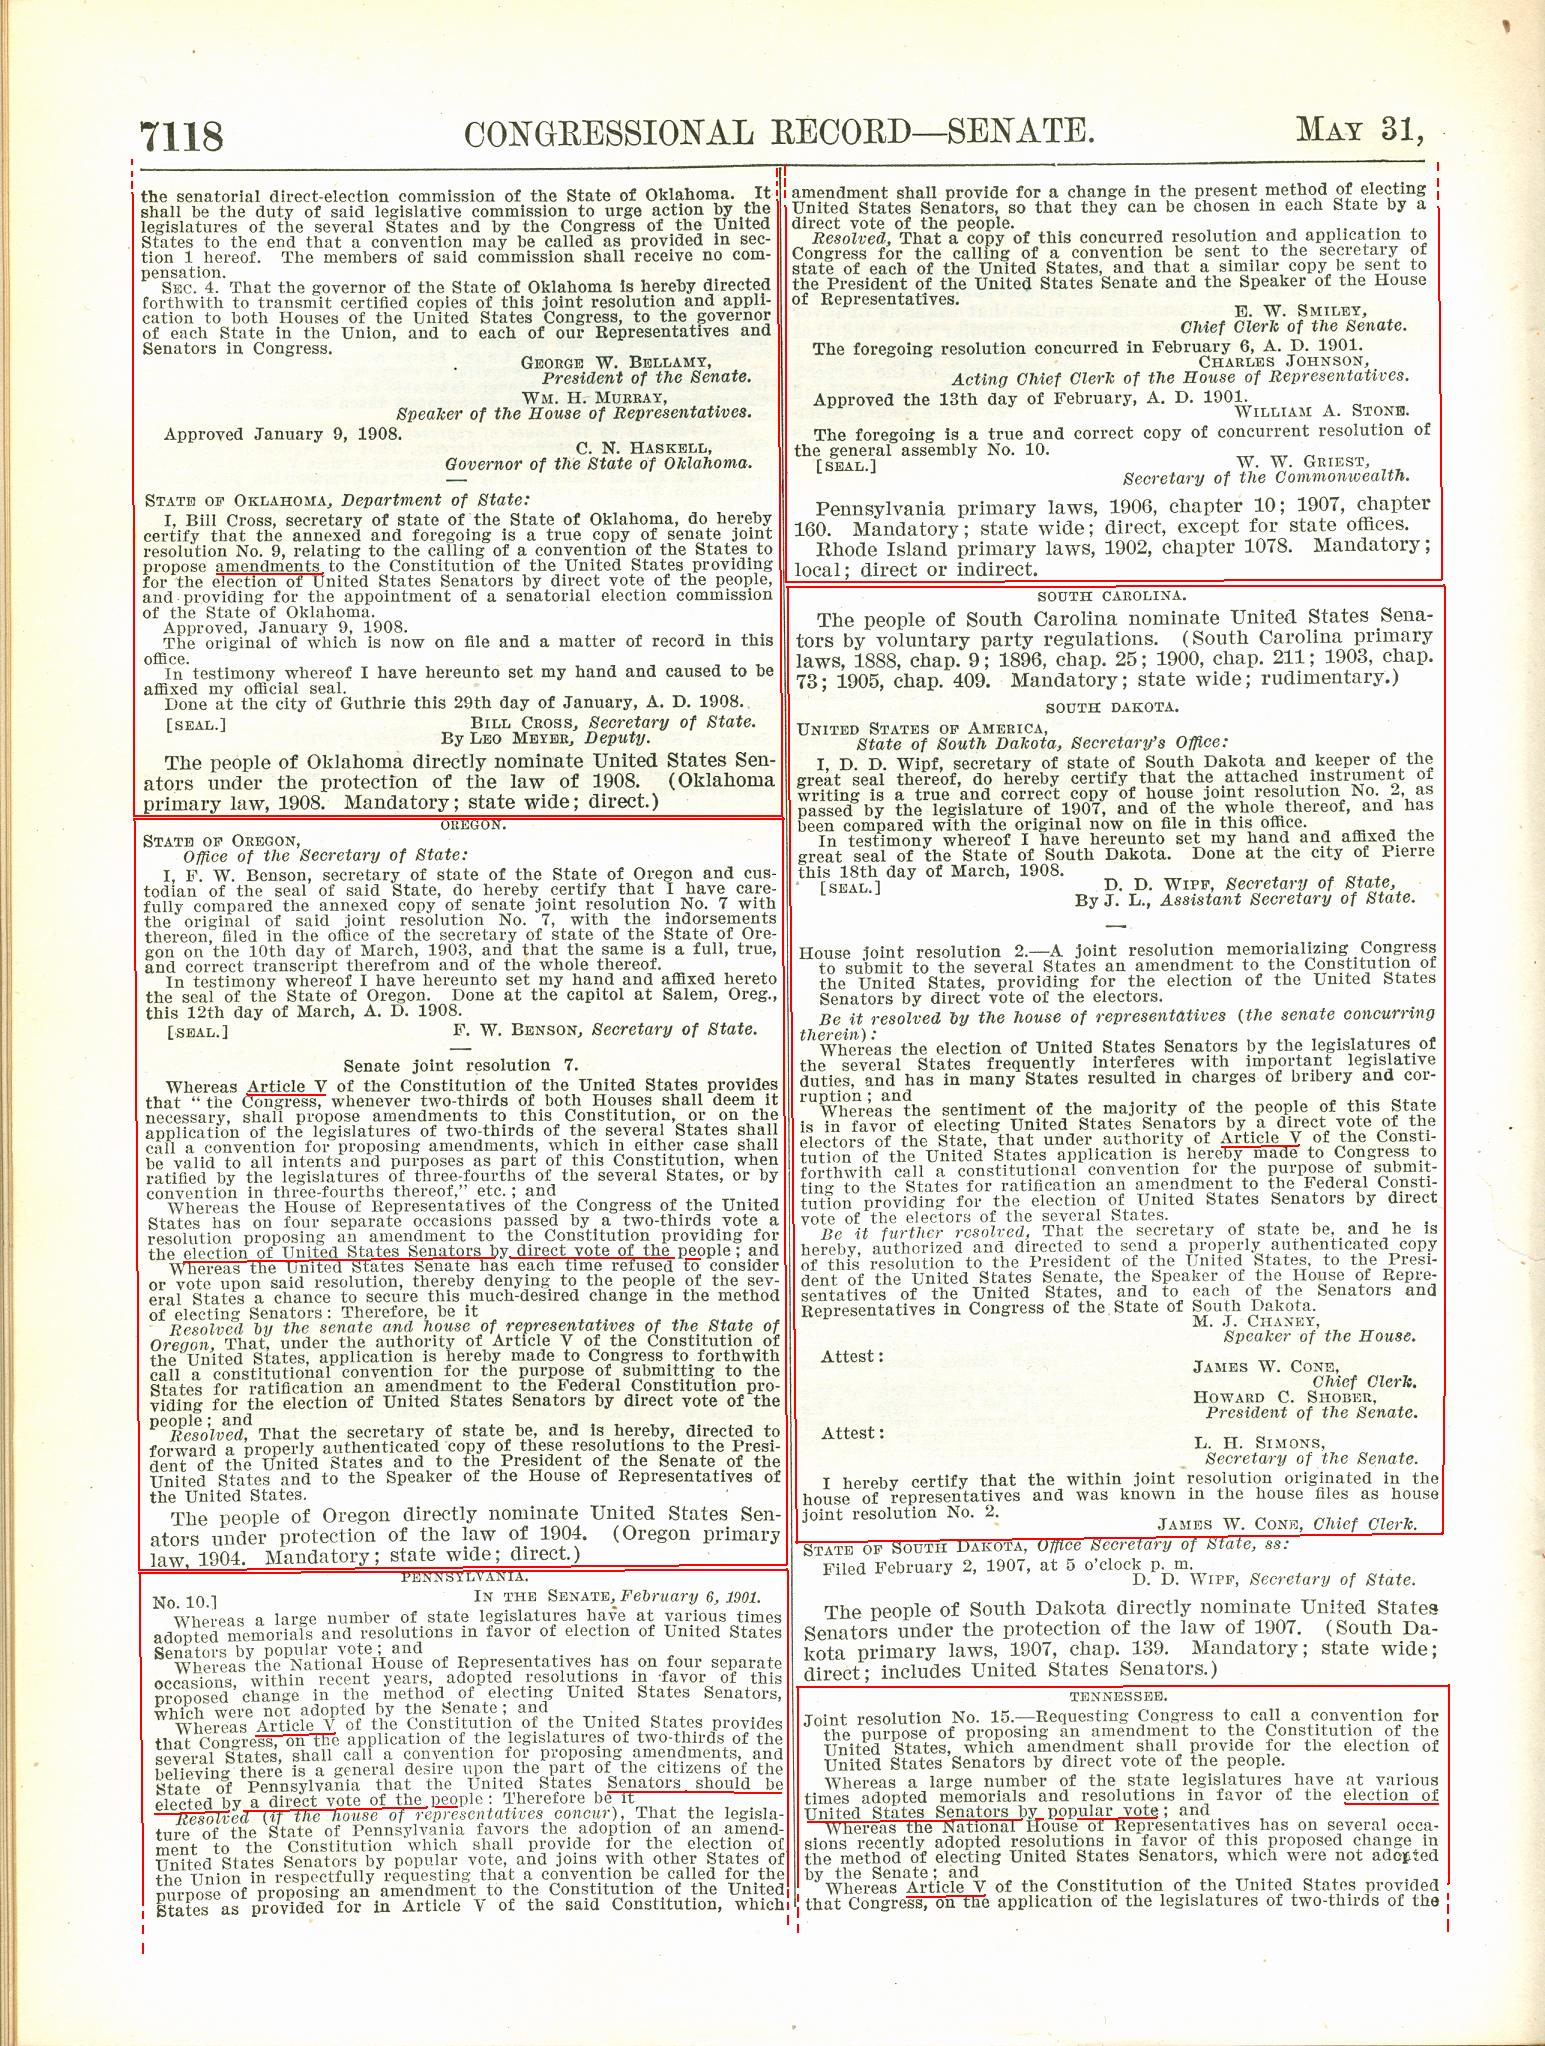 7118
CONGRESSIONAL RECORD—SENATE.
MAY 31,
the senatorial direct-election commission of the State of Oklahoma. It
shall be the duty of said legislative commission to urge action by the
legislatures of the several States and by the Congress of the United
States to the end that a convention may be called as provided in sec-
tion 1 hereof. The members of said commission shall receive no com-
pensation.
SEC. 4. That the governor of the State of Oklahoma is hereby directed
forthwith to transmit certified copies of this joint resolution and appli-
cation to both Houses of the United States Congress, to the governor
of each State in the Union, and to each of our Representatives and
Senators in Congress.
GEORGE W. BELLAMY,
President of the Senate.
WM. H. MURRAY,
Speaker of the House of Representatives.
Approved January 9, 1908.
C. N. HASKELL,
Governor of the State of Oklahoma.
STATE OF OKLAHOMA, Department of State:
I, Bill Cross, secretary of state of the State of Oklahoma, do hereby
certify that the annexed and foregoing is a true copy of senate joint
resolution No. 9, relating to the calling of a convention of the States to
propose amendments to the Constitution of the United States providing
for the election of United States Senators by direct vote of the people,
and providing for the appointment of a senatorial election commission
of the State of Oklahoma.
Approved, January 9, 1908.
The original of which is now on file and a matter of record in this
office.
In testimony whereof I have hereunto set my hand and caused to be
affixed my official seal.
Done at the city of Guthrie this 29th day of January, A. D. 1908.
[SEAL.] BILL CROSS, Secretary of State.
By LEO MEYER, Deputy.
The people of Oklahoma directly nominate United States Sen-
ators under the protection of the law of 1908. (Oklahoma
primary law, 1908. Mandatory; state wide; direct.)
OREGON.
STATE OF OREGON,
Office of the Secretary of State:
I, F. W. Benson, secretary of state of the State of Oregon and cus-
todian of the seal of said State, do hereby certify that I have care-
fully compared the annexed copy of senate joint resolution No. 7 with
the original of said joint resolution No. 7, with the indorsements
thereon, filed in the office of the secretary of state of the State of Ore-
gon on the 10th day of March, 1903, and that the same is a full, true,
and correct transcript therefrom and of the whole thereof.
In testimony whereof I have hereunto set my hand and affixed hereto
the seal of the State of Oregon. Done at the capitol at Salem, Oreg.,
this 12th day of March, A. D. 1908.
[SEAL.] F. W. BENSON, Secretary of State.
Senate joint resolution 7.
Whereas Article V of the Constitution of the United States provides
that "the Congress, whenever two-thirds of both Houses shall deem it
necessary, shall propose amendments to this Constitution, or on the
application of the legislatures of two-thirds of the several States shall
call a convention for proposing amendments, which in either case shall
be valid to all intents and purposes as part of this Constitution, when
ratified by the legislatures of three-fourths of the several States, or by
convention in three-fourths thereof," etc.; and
Whereas the House of Representatives of the Congress of the United
States has on four separate occasions passed by a two-thirds vote a
resolution proposing an amendment to the Constitution providing for
the election of United States Senators by direct vote of the people; and
Whereas the United States Senate has each time refused to consider
or vote upon said resolution, thereby denying to the people of the sev-
eral States a chance to secure this much-desired change in the method
of electing Senators: Therefore, be it
Resolved by the senate and house of representatives of the State of
Oregon, That, under the authority of Article V of the Constitution of
the United States, application is hereby made to Congress to forthwith
call a constitutional convention for the purpose of submitting to the
States for ratification an amendment to the Federal Constitution pro-
viding for the election of United States Senators by direct vote of the
people; and
Resolved, That the secretary of state be, and is hereby, directed to
forward a properly authenticated copy of these resolutions to the Presi-
dent of the United States and to the President of the Senate of the
United States and to the Speaker of the House of Representatives of
the United States.
The people of Oregon directly nominate United States Sen-
ators under protection of the law of 1904. (Oregon primary
law, 1904. Mandatory; state wide; direct.)
PENNSYLVANIA.
No. 10.] IN THE SENATE, February 6, 1901.
Whereas a large number of state legislatures have at various times
adopted memorials and resolutions in favor of election of United States
Senators by popular vote; and
Whereas the National House of Representatives has on four separate
occasions, within recent years, adopted resolutions in favor of this
proposed change in the method of electing United States Senators,
which were not adopted by the Senate; and
Whereas Article V of the Constitution of the United States provides
that Congress, on the application of the legislatures of two-thirds of the
several States, shall call a convention for proposing amendments, and
believing there is a general desire upon the part of the citizens of the
State of Pennsylvania that the United States Senators should be
elected by a direct vote of the people: Therefore be it
Resolved (if the house of representatives concur), That the legisla-
ture of the State of Pennsylvania favors the adoption of an amend-
ment to the Constitution which shall provide for the election of
United States Senators by popular vote, and joins with other States of
the Union in respectfully requesting that a convention be called for the
purpose of proposing an amendment to the Constitution of the United
States as provided for in Article V of the said Constitution, which
amendment shall provide for a change in the present method of electing
United States Senators, so that they can be chosen in each State by a
direct vote of the people.
Resolved, That a copy of this concurred resolution and application to
Congress for the calling of a convention be sent to the secretary of
state of each of the United States, and that a similar copy be sent to
the President of the United States Senate and the Speaker of the House
of Representatives.
E. W. SMILEY,
Chief Clerk of the Senate.
The foregoing resolution concurred in February 6, A. D. 1901.
CHARLES JOHNSON,
Acting Chief Clerk of the House of Representatives.
Approved the 13th day of February, A. D. 1901.
WILLIAM A. STONE.
The foregoing is a true and correct copy of concurrent resolution of
the general assembly No. 10.
[SEAL.] W. W. GRIEST,
Secretary of the Commonwealth.
Pennsylvania primary laws, 1906, chapter 10; 1907, chapter
160. Mandatory; state wide; direct, except for state offices.
Rhode Island primary laws, 1902, chapter 1078. Mandatory;
local; direct or indirect.
SOUTH CAROLINA.
The people of South Carolina nominate United States Sena-
tors by voluntary party regulations. (South Carolina primary
laws, 1888, chap. 9; 1896, chap. 25; 1900, chap. 211; 1903, chap.
73; 1905, chap. 409. Mandatory; state wide; rudimentary.)
SOUTH DAKOTA.
UNITED STATES OF AMERICA,
State of South Dakota, Secretary's Office:
I, D. D. Wipf, secretary of state of South Dakota and keeper of the
great seal thereof, do hereby certify that the attached instrument of
writing is a true and correct copy of house joint resolution No. 2, as
passed by the legislature of 1907, and of the whole thereof, and has
been compared with the original now on file in this office.
In testimony whereof I have hereunto set my hand and affixed the
great seal of the State of South Dakota. Done at the city of Pierre
this 18th day of March, 1908.
[SEAL.] D. D. WIPF, Secretary of State,
By J. L., Assistant Secretary of State.
House joint resolution 2.—A joint resolution memorializing Congress
to submit to the several States an amendment to the Constitution of
the United States, providing for the election of the United States
Senators by direct vote of the electors.
Be it resolved by the house of representatives (the senate concurring
therein):
Whereas the election of United States Senators by the legislatures of
the several States frequently interferes with important legislative
duties, and has in many States resulted in charges of bribery and cor-
ruption; and
Whereas the sentiment of the majority of the people of this State
is in favor of electing United States Senators by a direct vote of the
electors of the State, that under authority of Article V of the Consti-
tution of the United States application is hereby made to Congress to
forthwith call a constitutional convention for the purpose of submit-
ting to the States for ratification an amendment to the Federal Consti-
tution providing for the election of United States Senators by direct
vote of the electors of the several States.
Be it further resolved, That the secretary of state be, and he is
hereby, authorized and directed to send a properly authenticated copy
of this resolution to the President of the United States, to the Presi-
dent of the United States Senate, the Speaker of the House of Repre-
sentatives of the United States, and to each of the Senators and
Representatives in Congress of the State of South Dakota.
M. J. CHANEY,
Speaker of the House.
Attest:
JAMES W. CONE,
Chief Clerk.
HOWARD C. SHOBER,
President of the Senate.
Attest:
L. H. SIMONS,
Secretary of the Senate.
I hereby certify that the within joint resolution originated in the
house of representatives and was known in the house files as house
joint resolution No. 2.
JAMES W. CONE, Chief Clerk.
STATE OF SOUTH DAKOTA, Office Secretary of State, ss:
Filed February 2, 1907, at 5 o'clock p. m.
D. D. WIPF, Secretary of State.
The people of South Dakota directly nominate United States
Senators under the protection of the law of 1907. (South Da-
kota primary laws, 1907, chap. 139. Mandatory; state wide;
direct; includes United States Senators.)
TENNESSEE.
Joint resolution No. 15.—Requesting Congress to call a convention for
the purpose of proposing an amendment to the Constitution of the
United States, which amendment shall provide for the election of
United States Senators by direct vote of the people.
Whereas a large number of the state legislatures have at various
times adopted memorials and resolutions in favor of the election of
United States Senators by popular vote; and
Whereas the National House of Representatives has on several occa-
sions recently adopted resolutions in favor of this proposed change in
the method of electing United States Senators, which were not adopted
by the Senate; and
Whereas Article V of the Constitution of the United States provided
that Congress, on the application of the legislatures of two-thirds of the